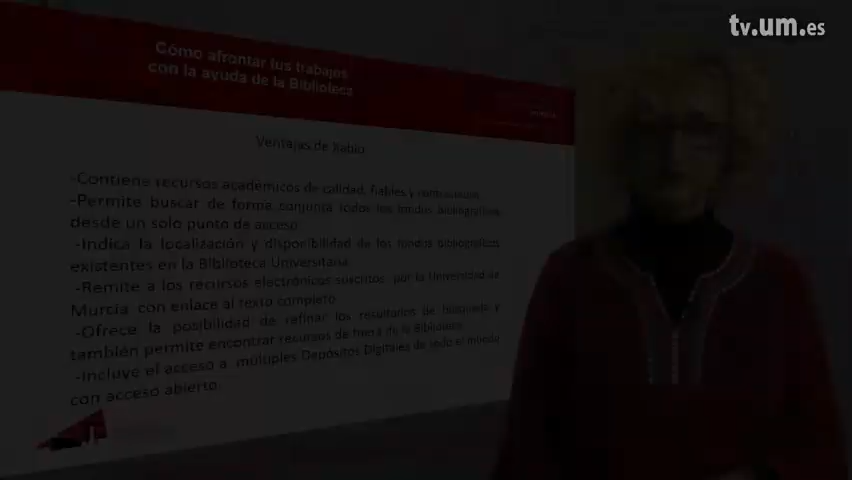 tv.um.es
Cómo afrontar tus trabajos
con la ayuda de la Biblioteca
Ventajas de Xabio
-Contiene recursos académicos de calidad, fiables y
-Permite buscar de forma conjunta todos los fondos bibliográficos
desde un solo punto de acceso
-Indica la localización y disponibilidad de los fondos bibliográficos
existentes en la Biblioteca Universitaria
-Remite a los recursos electrónicos suscritos por la Universidad de
Murcia con enlace al texto completo
-Ofrece la posibilidad de refinar los resultados de búsqueda y
también permite encontrar recursos de fuera de la Biblioteca
-Incluye el acceso a múltiples Depósitos Digitales de todo el mundo
con acceso abierto.